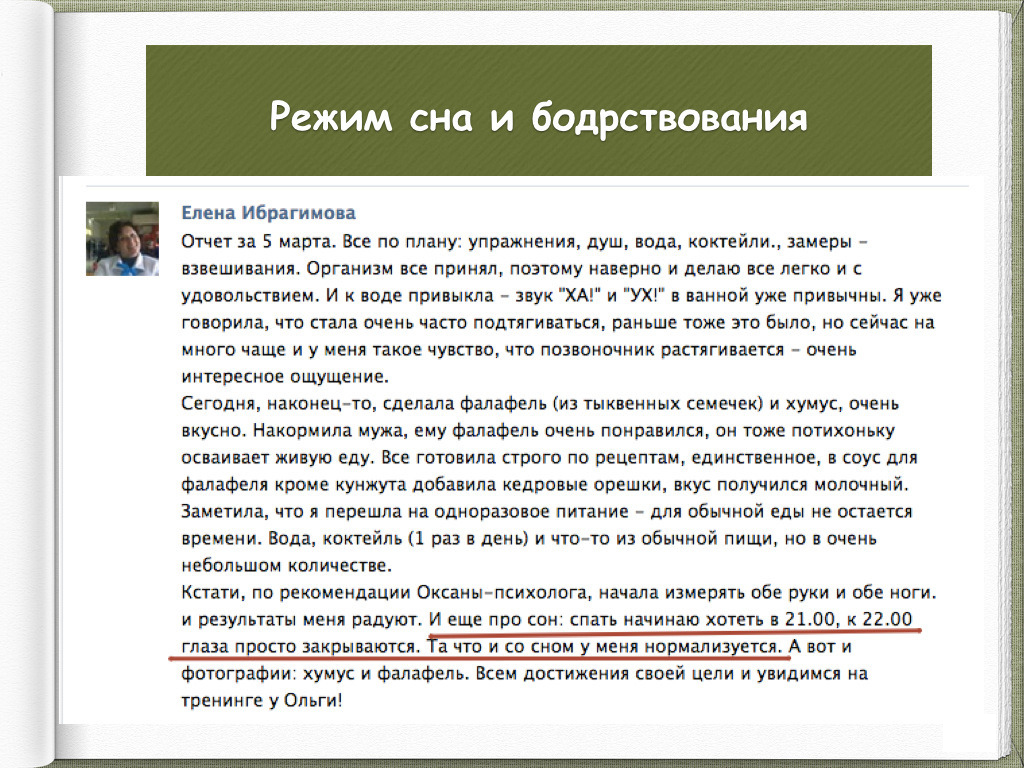 Режим сна и бодрствования
Елена Ибрагимова
Отчет за 5 марта. Все по плану: упражнения, душ, вода, коктейли., замеры –
взвешивания. Организм все принял, поэтому наверно и делаю все легко и с
удовольствием. И к воде привыкла – звук "ХА!" и "УХ!" в ванной уже привычны. Я уже
говорила, что стала очень часто подтягиваться, раньше тоже это было, но сейчас на
много чаще и у меня такое чувство, что позвоночник растягивается – очень
интересное ощущение.
Сегодня, наконец-то, сделала фалафель (из тыквенных семечек) и хумус, очень
вкусно. Накормила мужа, ему фалафель очень понравился, он тоже потихоньку
осваивает живую еду. Все готовила строго по рецептам, единственное, в соус для
фалафеля кроме кунжута добавила кедровые орешки, вкус получился молочный.
Заметила, что я перешла на одноразовое питание – для обычной еды не остается
времени. Вода, коктейль (1 раз в день) и что-то из обычной пищи, но в очень
небольшом количестве.
Кстати, по рекомендации Оксаны-психолога, начала измерять обе руки и обе ноги.
и результаты меня радуют. И еще про сон: спать начинаю хотеть в 21.00, к 22.00
глаза просто закрываются. Та что и со сном у меня нормализуется. А вот и
фотографии: хумус и фалафель. Всем достижения своей цели и увидимся на
тренинге у Ольги!